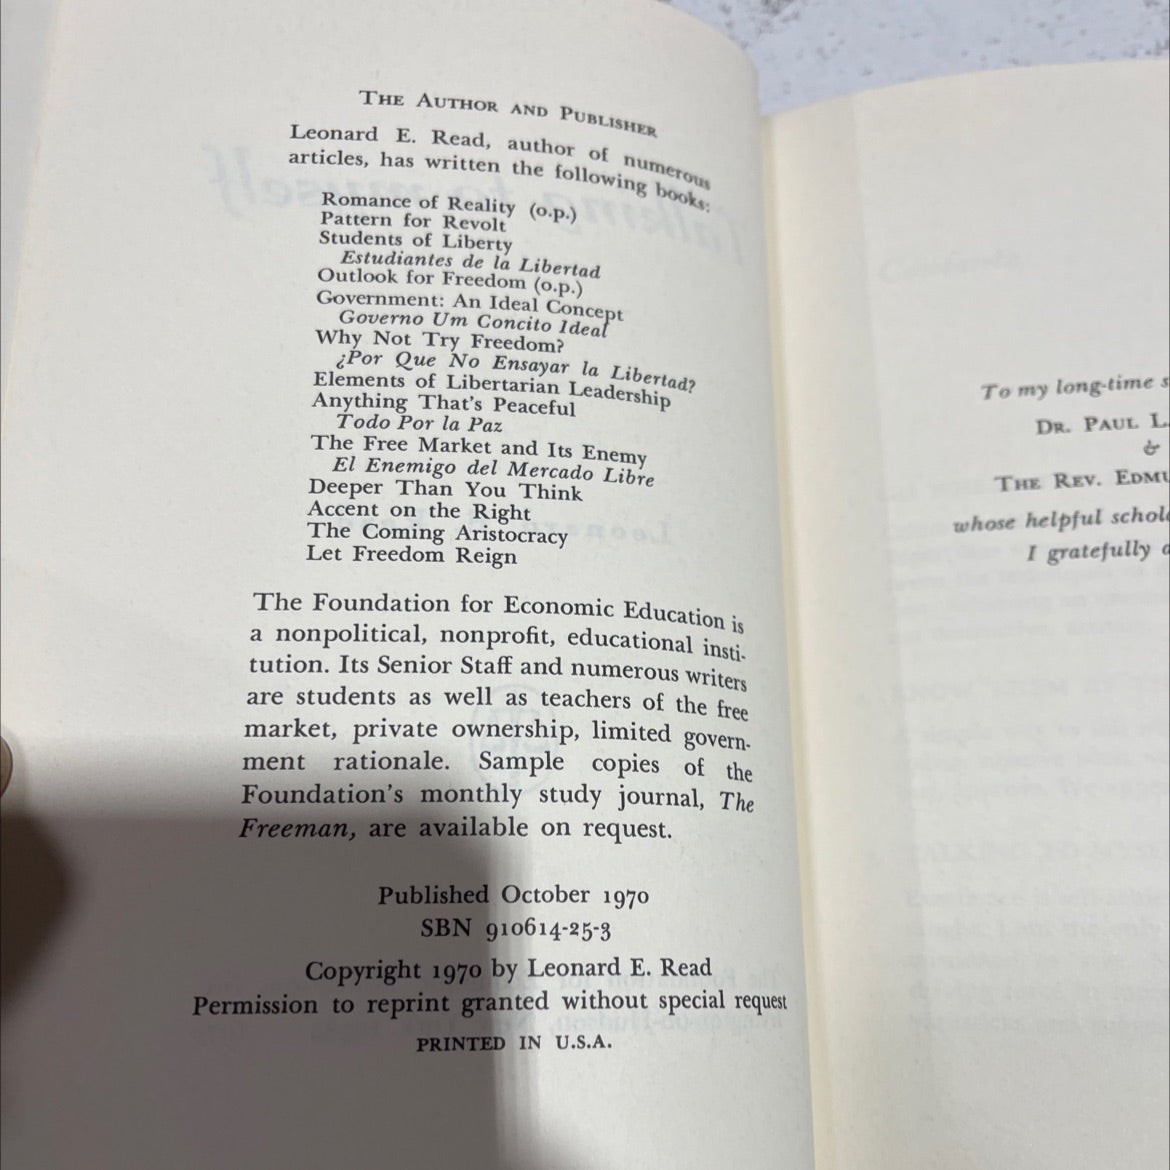 THE AUTHOR AND PUBLISHER
Leonard E. Read, author of numerous
articles, has written the following books:
Romance of Reality (o.p.)
Pattern for Revolt
Students of Liberty
Estudiantes de la Libertad
Outlook for Freedom (o.p.)
Government: An Ideal Concept
Governo Um Concito Ideal
Why Not Try Freedom?
¿Por Que No Ensayar la Libertad?
Elements of Libertarian Leadership
Anything That's Peaceful
Todo Por la Paz
The Free Market and Its Enemy
El Enemigo del Mercado Libre
Deeper Than You Think
Accent on the Right
The Coming Aristocracy
Let Freedom Reign
The Foundation for Economic Education is
a nonpolitical, nonprofit, educational insti-
tution. Its Senior Staff and numerous writers
are students as well as teachers of the free
market, private ownership, limited govern-
ment rationale. Sample copies of the
Foundation's monthly study journal, The
Freeman, are available on request.
Published October 1970
SBN 910614-25-3
Copyright 1970 by Leonard E. Read
Permission to reprint granted without special request
PRINTED IN U.S.A.
To my long-time
DR. PAUL L.
&
THE REV.
whose helpful
I gratefully